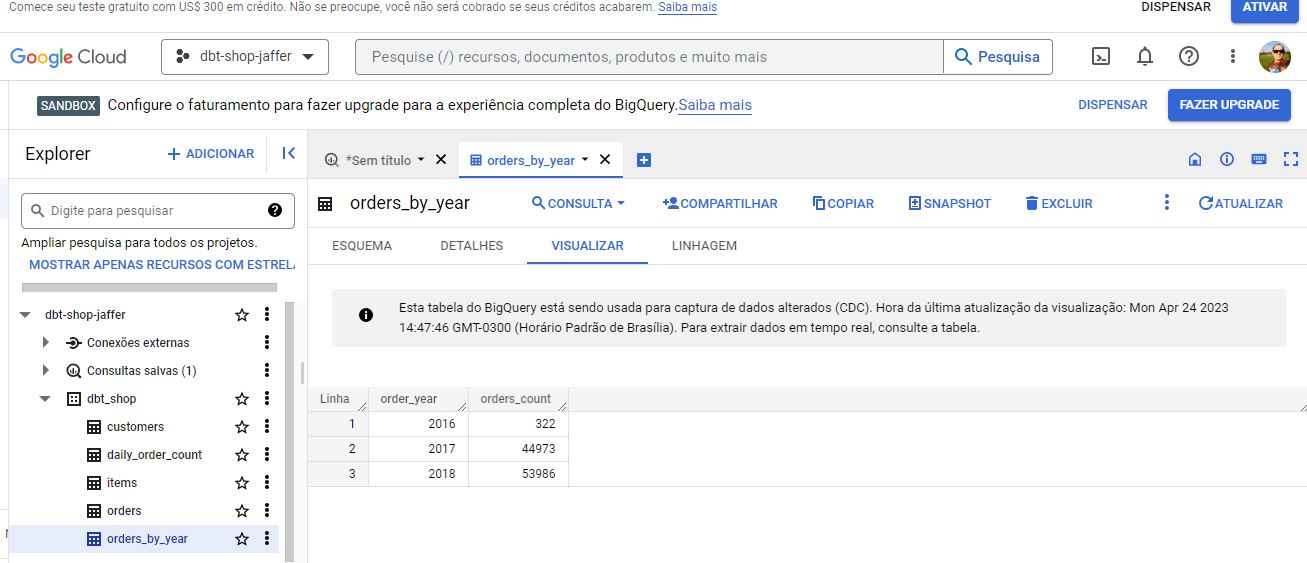 Comece seu teste gratuito com US$ 300 em crédito. Não se preocupe, você não será cobrado se seus créditos acabarem. Saiba mais
DISPENSAR
ATIVAR
Google Cloud
dbt-shop-jaffer
Pesquise (/) recursos, documentos, produtos e muito mais
Pesquisa
SANDBOX Configure o faturamento para fazer upgrade para a experiência completa do BigQuery. Saiba mais
DISPENSAR
FAZER UPGRADE
Explorer
+ ADICIONAR
Digite para pesquisar
Ampliar pesquisa para todos os projetos.
MOSTRAR APENAS RECURSOS COM ESTRELA
dbt-shop-jaffer
Conexões externas
Consultas salvas (1)
dbt_shop
customers
daily_order_count
items
orders
orders_by_year
*Sem título
orders_by_year
orders_by_year
CONSULTA
COMPARTILHAR
COPIAR
SNAPSHOT
EXCLUIR
ATUALIZAR
ESQUEMA
DETALHES
VISUALIZAR
LINHAGEM
Esta tabela do BigQuery está sendo usada para captura de dados alterados (CDC). Hora da última atualização da visualização: Mon Apr 24 2023
14:47:46 GMT-0300 (Horário Padrão de Brasília). Para extrair dados em tempo real, consulte a tabela.
Linha order_year orders_count
1 2016 322
2 2017 44973
3 2018 53986